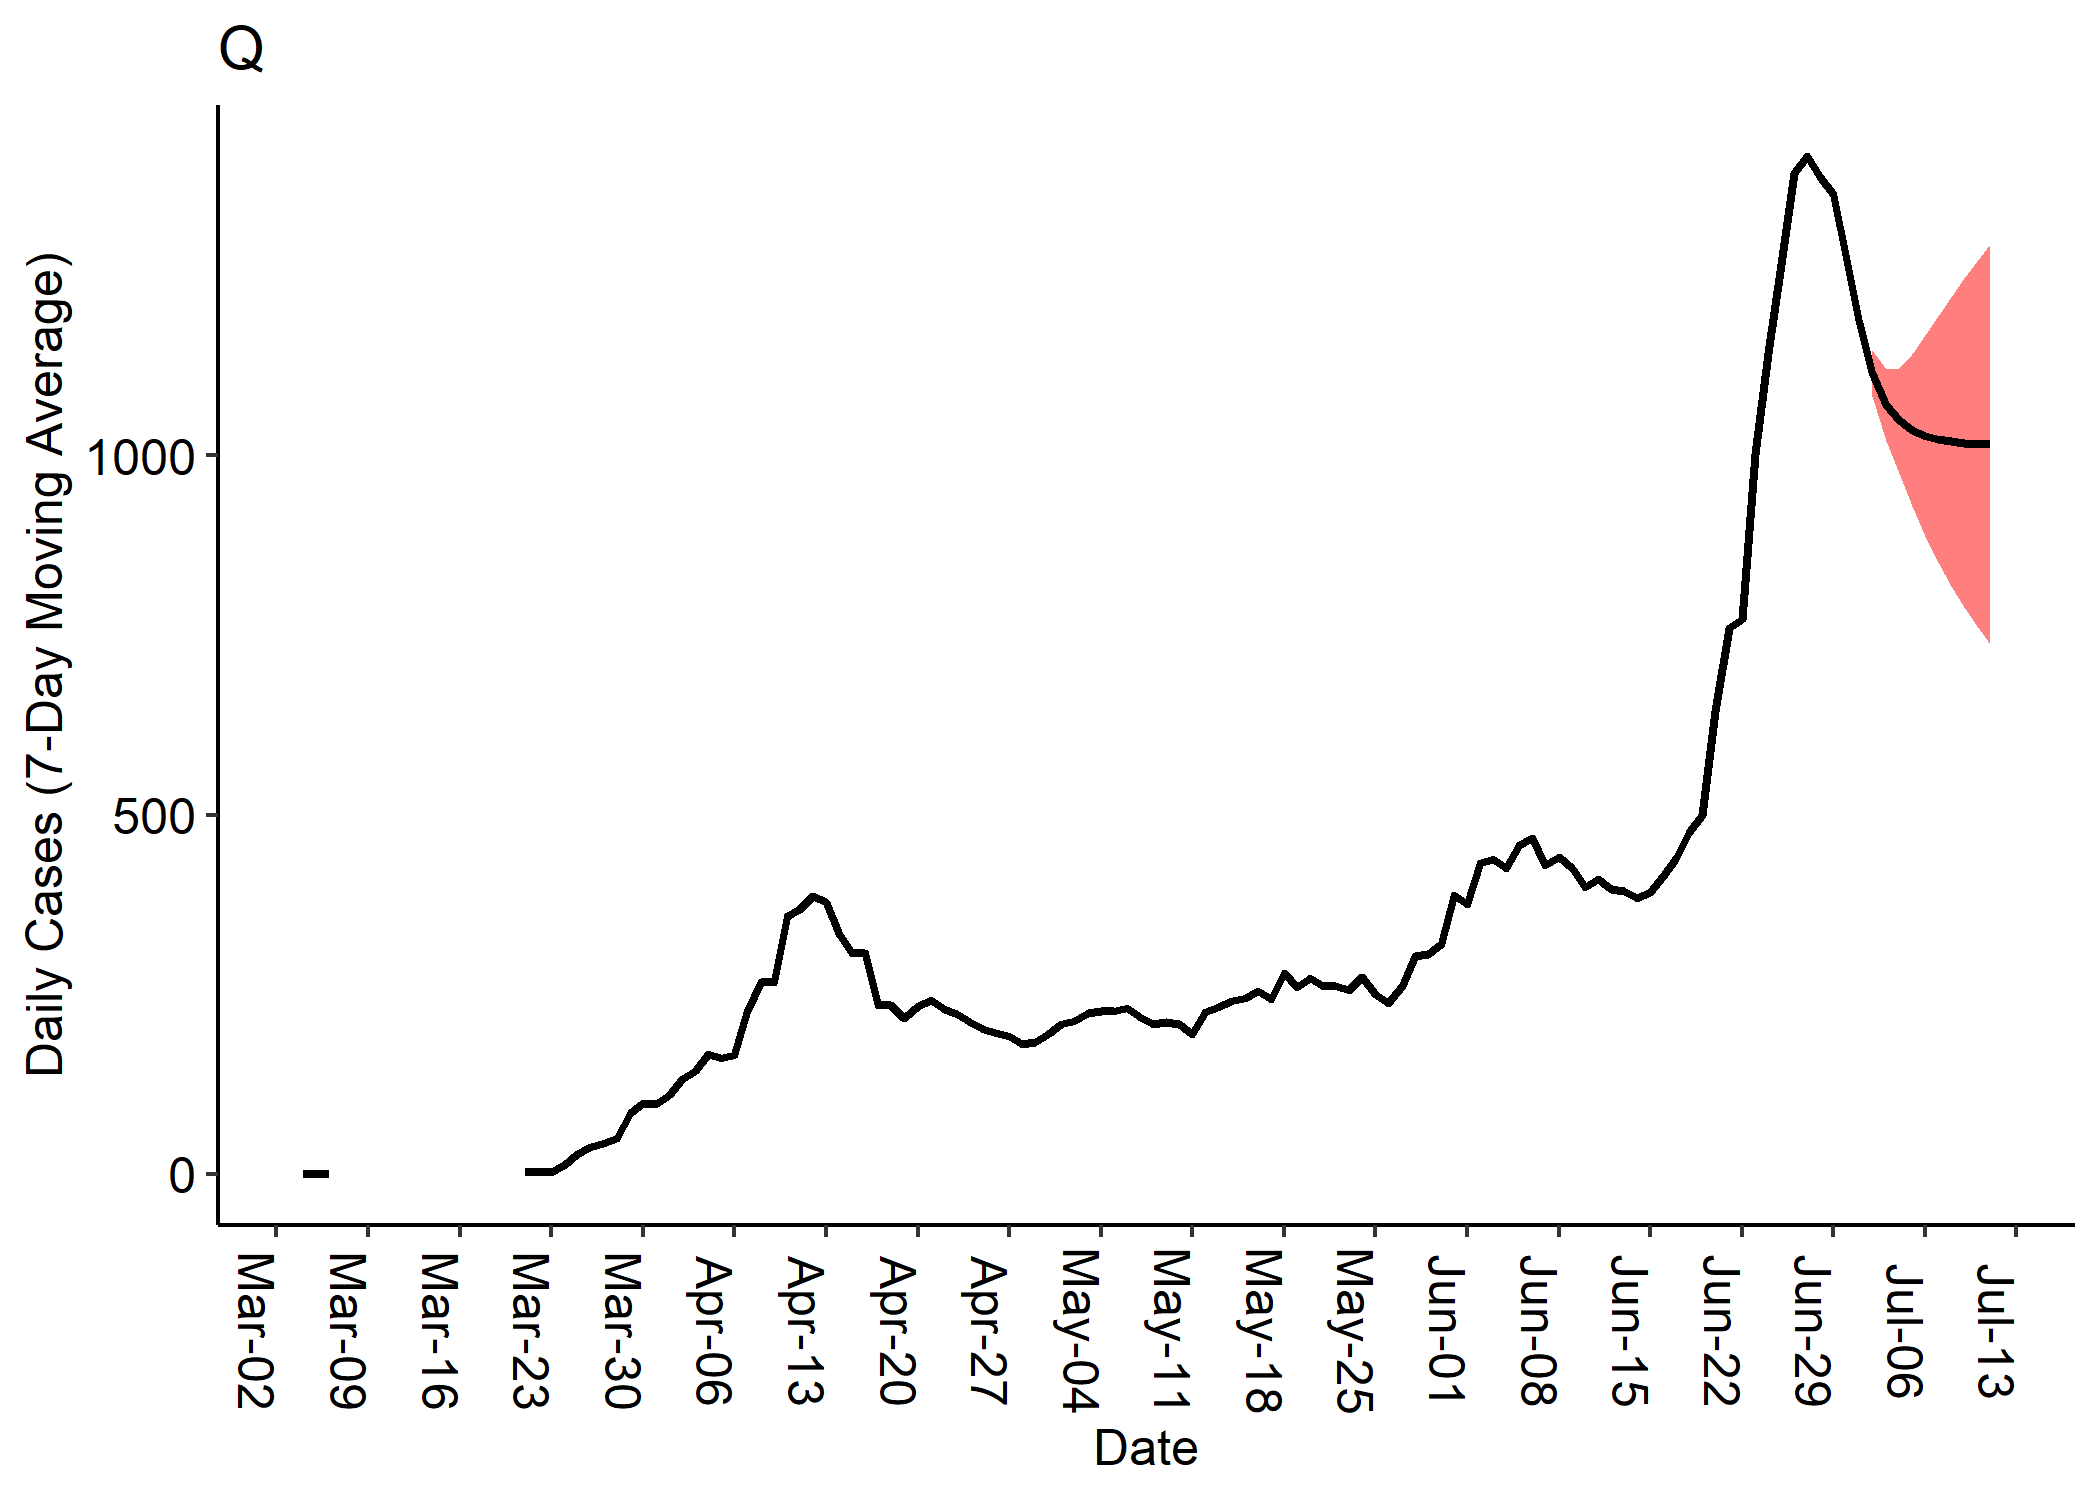 Q
Daily Cases (7-Day Moving Average)
1000
500
0
Mar-02
Mar-09
Mar-16
Mar-23
Mar-30
Apr-06
Apr-13
Apr-20
Apr-27
May-04
May-11
May-18
May-25
Jun-01
Jun-08
Jun-15
Jun-22
Jun-29
Jul-06
Jul-13
Date